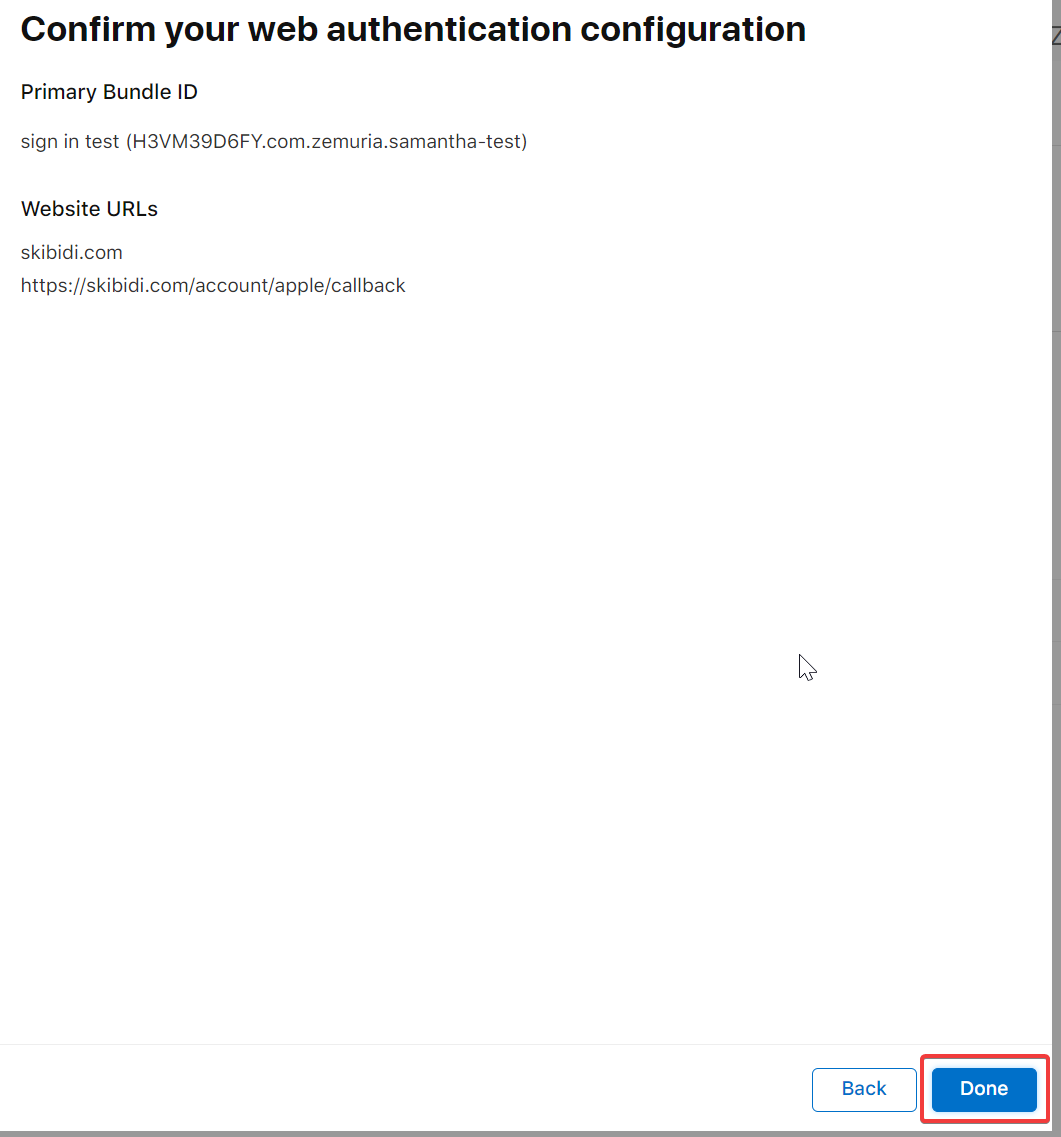 Confirm your web authentication configuration
Primary Bundle ID
sign in test (H3VM39D6FY.com.zemuria.samantha-test)
Website URLs
skibidi.com
https://skibidi.com/account/apple/callback
Back
Done